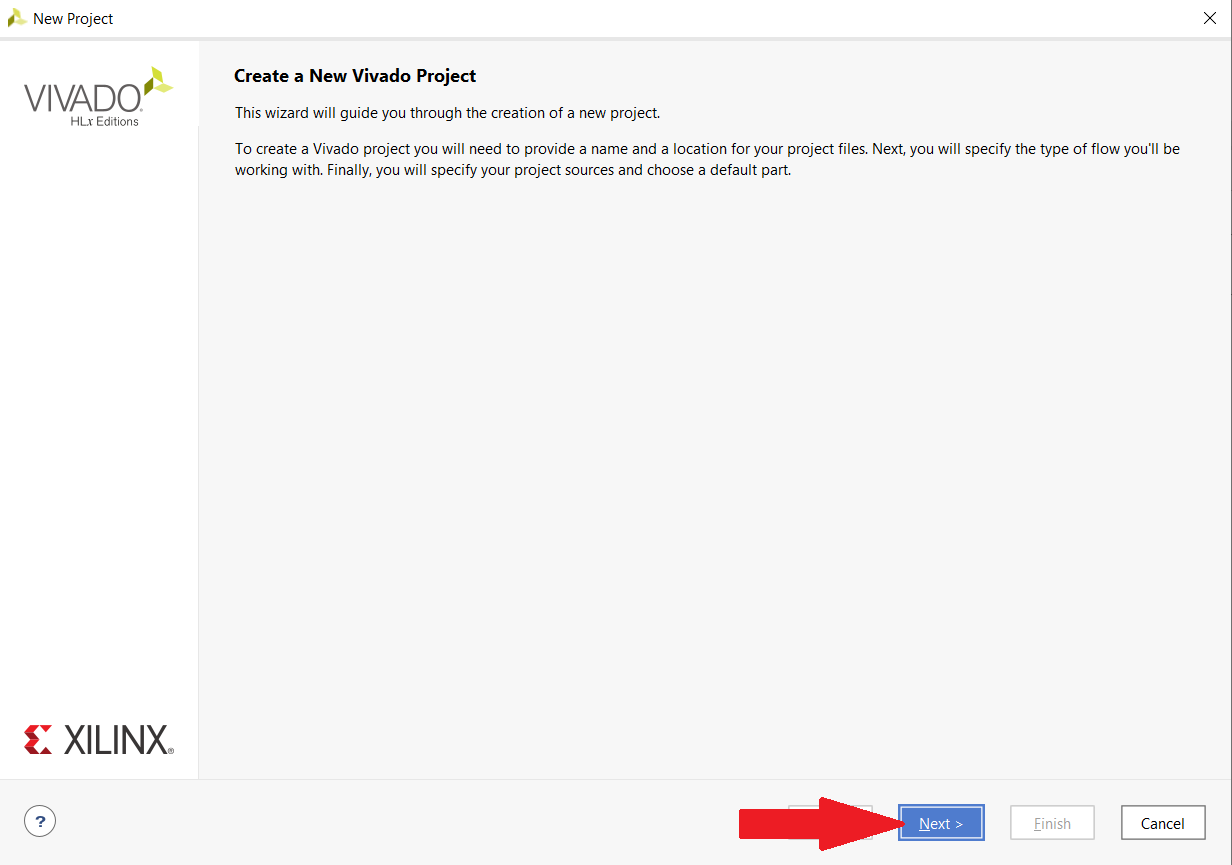 New Project
VIVADO
HLx Editions
Create a New Vivado Project
This wizard will guide you through the creation of a new project.
To create a Vivado project you will need to provide a name and a location for your project files. Next, you will specify the type of flow you'll be
working with. Finally, you will specify your project sources and choose a default part.
XILINX®
?
Next >
Finish
Cancel